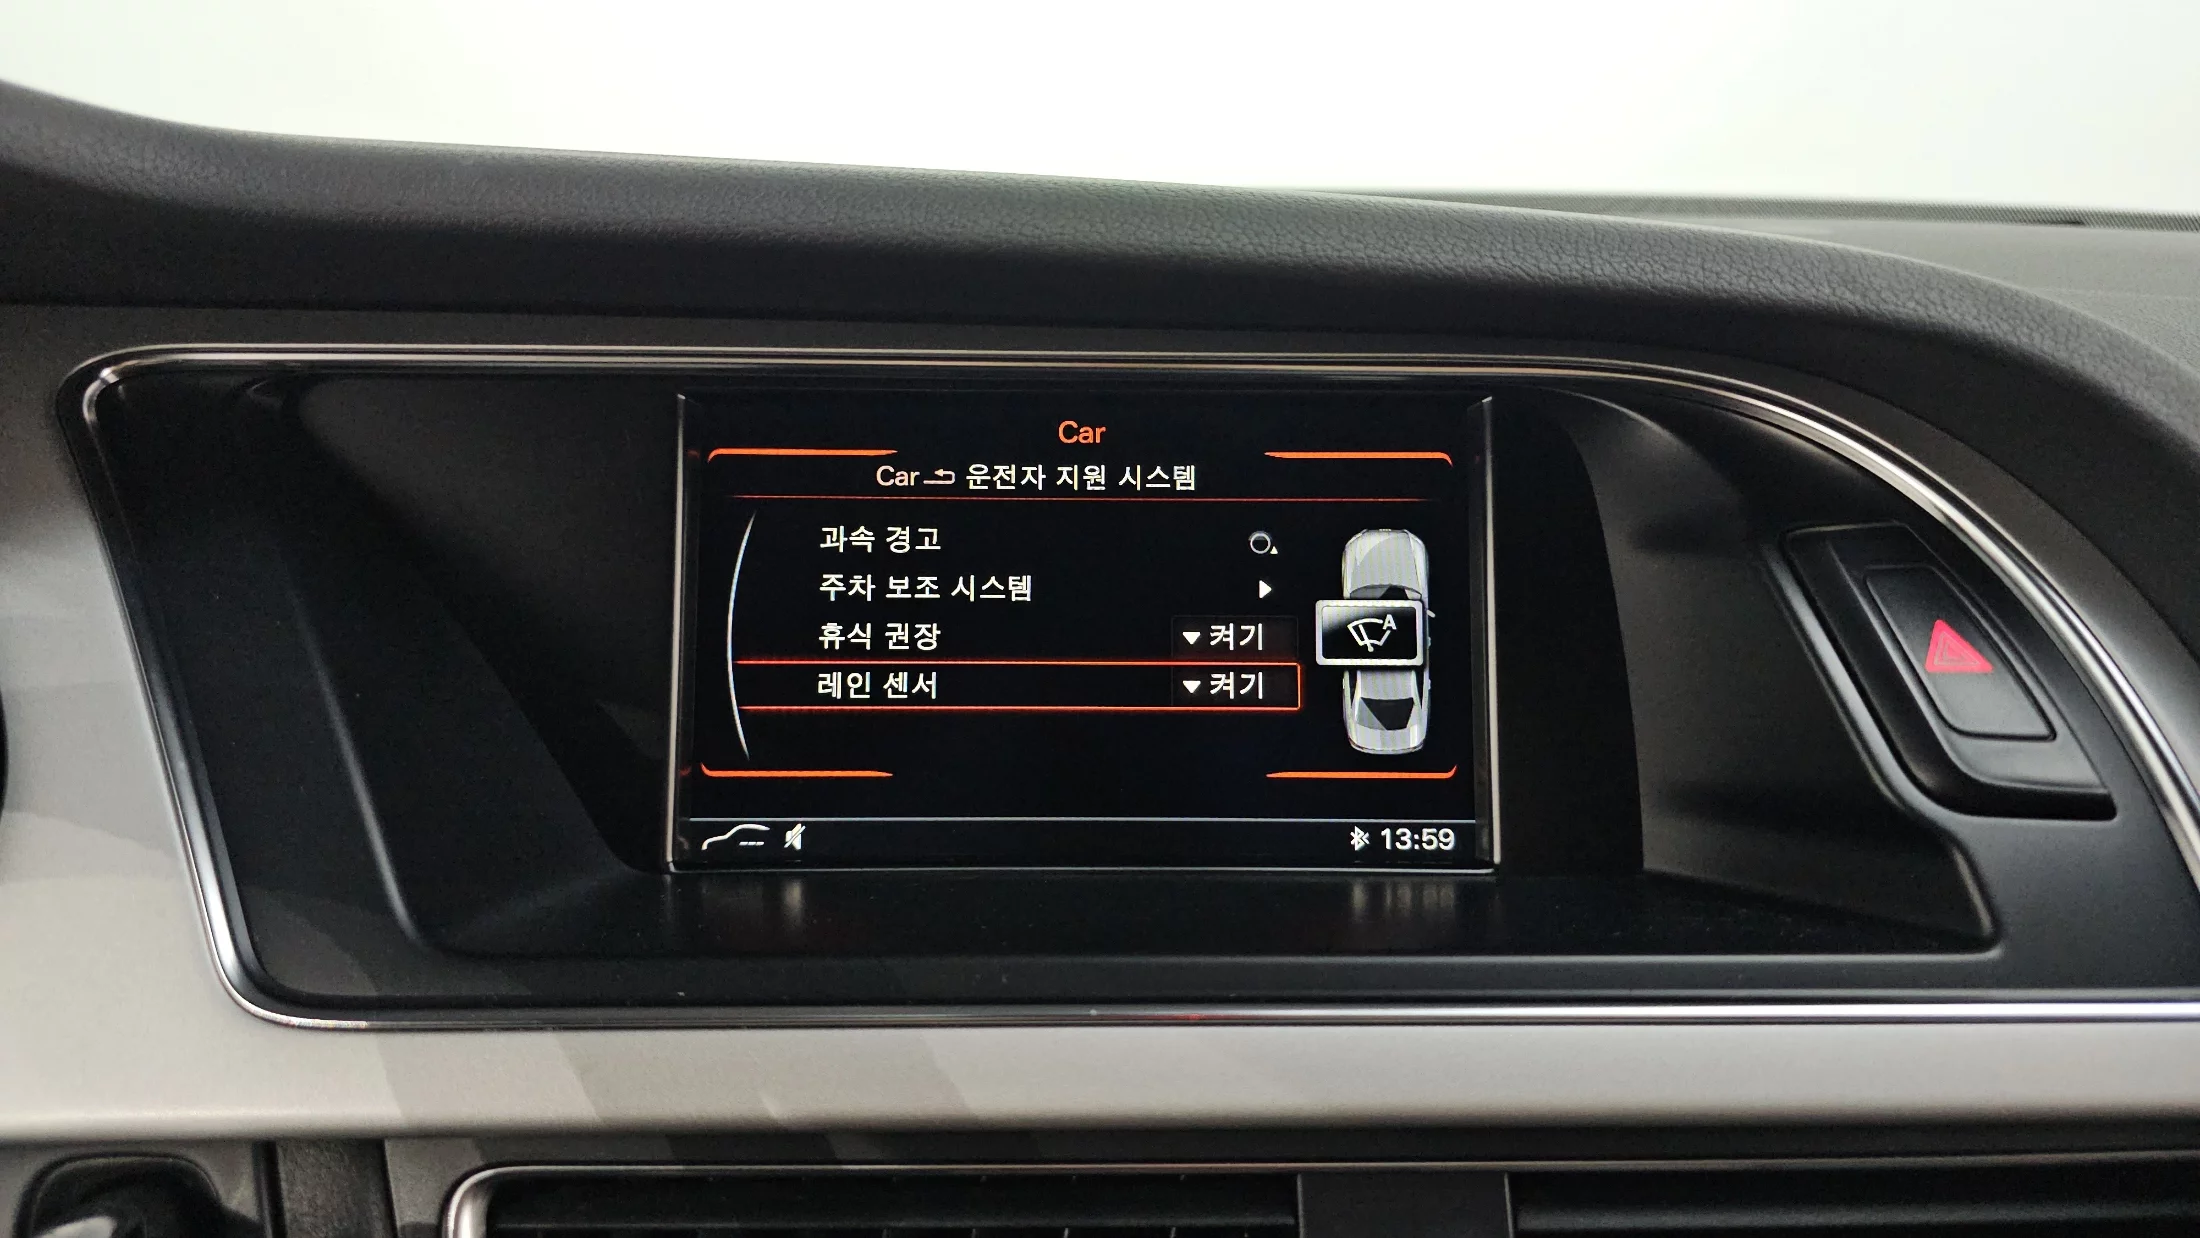 Car
Car 운전자 지원 시스템
과속 경고
주차 보조 시스템
휴식 권장 켜기
레인 센서 켜기
A
13:59